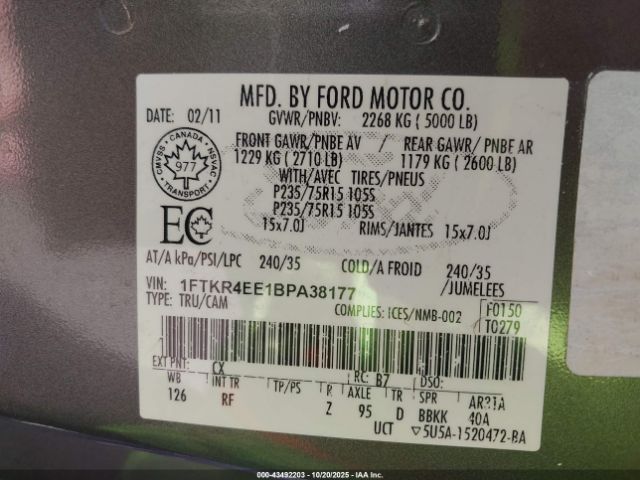 MFD. BY FORD MOTOR CO.
DATE: 02/11 GVWR/PNBV: 2268 KG ( 5000 LB)
FRONT GAWR/PNBE AV / REAR GAWR/ PNBE AR
1229 KG ( 2710 LB) 1179 KG ( 2600 LB)
WITH/AVEC TIRES/PNEUS
P235/75R15 105S
P235/75R15 105S
15x7.0J RIMS/JANTES 15x7.0J
CANADA
CMVSS NSVAC
977
TRANSPORT
EC
AT/A kPa/PSI/LPC 240/35 COLD/A FROID 240/35
/JUMELEES
VIN: 1FTKR4EE1BPA38177
TYPE: TRU/CAM COMPLIES: ICES/NMB-002
F0150
T0279
EXT PNT: CX RC: B7 DSO:
WB INT TR TP/PS R AXLE TR SPR
126 RF Z 95 D BBKK 40A
UCT ▽5U5A-1520472-BA
000-43492203 | 10/20/2025 | IAA Inc.